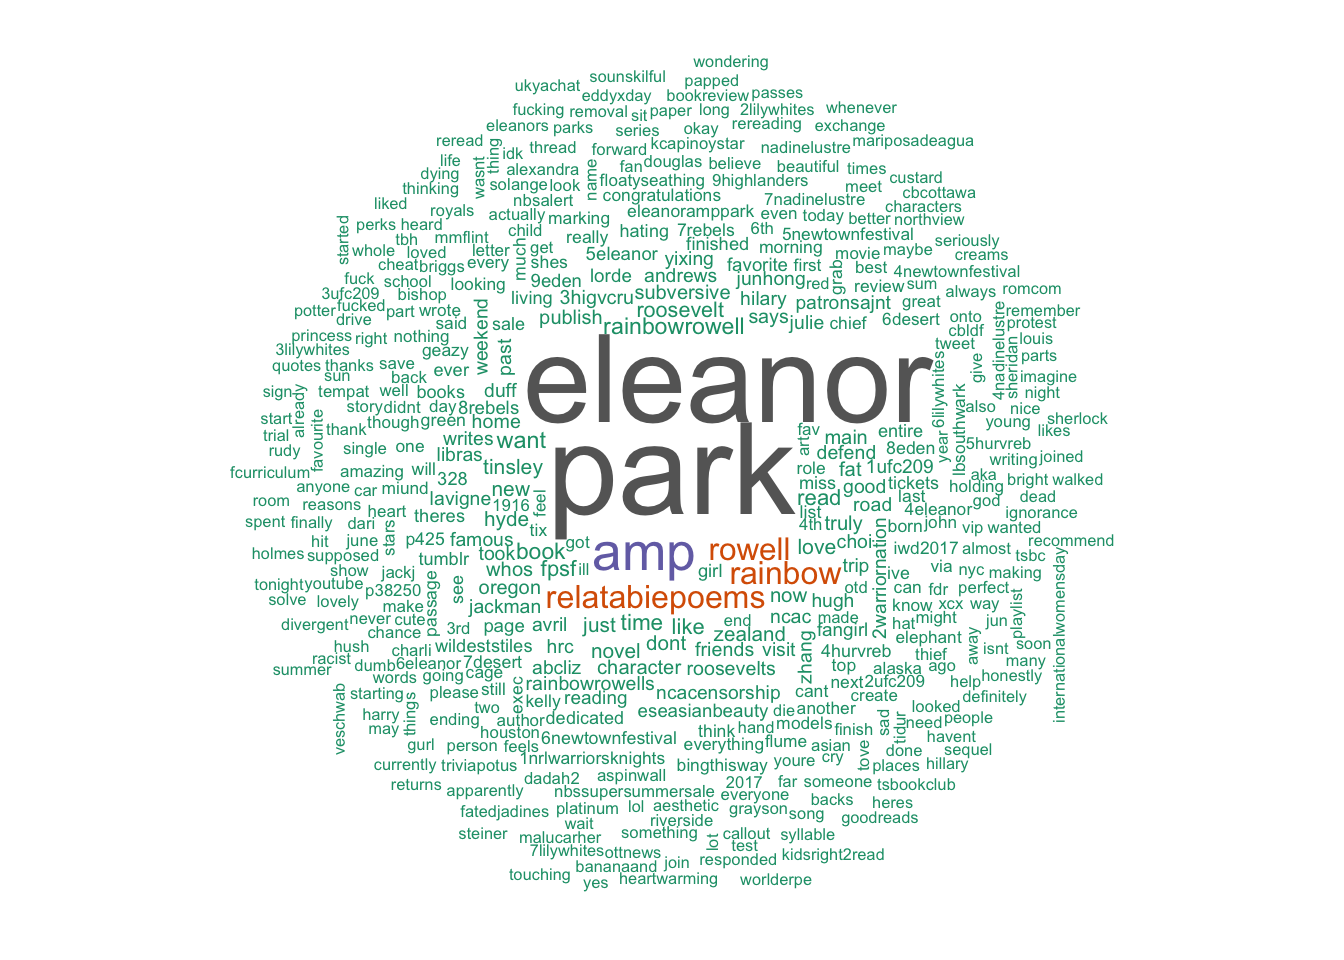 wondering
sounskilful papped
ukyachat eddyxday bookreview passes
fucking removal sit paper long 2lilywhites whenever
eleanors parks series okay rereading exchange
reread thing idk thread forward kcapinoystar nadinelustre mariposadeagua
life wasnt alexandra name fan douglas believe beautiful times
dying solange look floatyseathing 9highlanders meet custard
thinking nbsalert congratulations 7nadinelustre cbcottawa
liked royals actually marking eleanoramppark even today better characters northview
started perks heard child hating 7rebels 6th 5newtownfestival
tbh mmflint letter much get really finished morning movie maybe seriously
whole loved shes 5eleanor yixing favorite first best creams
cheat briggs every 9eden lorde andrews junhong grab 4newtownfestival
fuck school looking living 3higvcru subversive hilary red review sum always romcom
3ufc209 bishop patronsajnt great
potter fucked part wrote roosevelt onto remember
drive said sale publish rainbowrowell says julie chief 6desert cbldf protest
princess right nothing weekend past tweet 4nadinelustre louis
3lilywhites geazy eleanor give sheridan parts
quotes thanks save ever 6lilywhites imagine
sun back duff lbsouthwark
sign tempat well books night
story didnt day 8rebels also nice
start already though green home fav young sherlock
trial thank writes want art main entire year likes
rudy favourite single one libras park defend 8eden 5hurvreb
fcurriculum amazing will tinsley role fat 1ufc209 writing joined
anyone car miund 328 miss good tickets aka bright walked
room reasons heart lavigne new feel read last holding god dead
theres 1916 list road ignorance
spent finally dari hyde tix 4th truly 4eleanor born john vip wanted
hit june stars p425 famous got love choi iwd2017 almost recommend
holmes supposed took book amp rowell tsbc
show jackj tumblr whos fpsf ill girl rainbow trip 2warriornation ive via nyc making
tonight youtube p38250 passage see oregon relatabiepoems now hugh otd can fdr perfect internationalwomensday
solve lovely make jackman know xcx way playlist
divergent never cute 3rd page avril just time like end ncac made hat might jun
hush chance wildeststiles zealand fangirl elephant away isnt soon
racist charli hrc novel dont friends visit zhang 4hurvreb thief many
summer dumb 6eleanor 7desert abcliz character roosevelts top alaska ago honestly
words going cage rainbowrowells next 2ufc209 help
veschwab starting please still exec kelly reading ncacensorship cant create definitely
harry things two eseasianbeauty die another looked
may ending author dedicated think hand models sad tidur need people
gurl houston 6newtownfestival finish havent
person feels everything flume asian done sequel
currently triviapotus 1nrlwarriorsknights bingthisway youre cry tove places hillary
returns dadah2 aspinwall 2017 far someone tsbookclub
apparently nbssupersummersale everyone backs heres
fatedjadines platinum lol aesthetic grayson song goodreads
steiner wait riverside
malucarher something lot callout syllable
7lilywhites ottnews test
bananaand join responded kidsright2read
touching yes heartwarming worlderpe